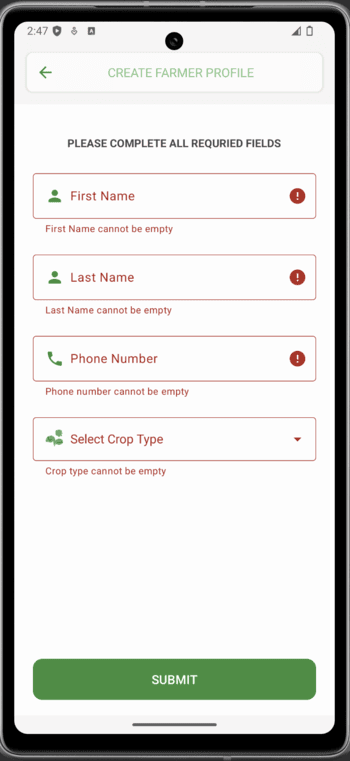 2:47
CREATE FARMER PROFILE
PLEASE COMPLETE ALL REQURIED FIELDS
First Name
First Name cannot be empty
Last Name
Last Name cannot be empty
Phone Number
Phone number cannot be empty
Select Crop Type
Crop type cannot be empty
SUBMIT